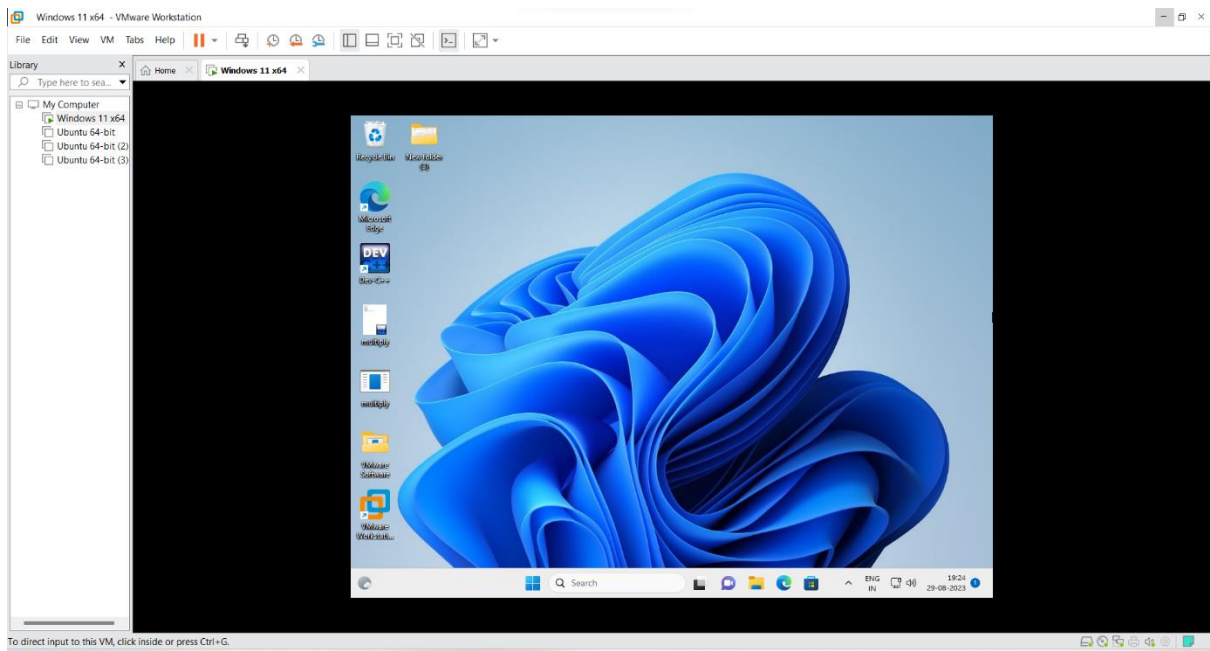 Windows 11 x64 - VMware Workstation
File Edit View VM Tabs Help
Library X
Type here to sea...
Home
Windows 11 x64
My Computer
Windows 11 x64
Ubuntu 64-bit
Ubuntu 64-bit (2)
Ubuntu 64-bit (3)
Recycle Bin
New folder
(3)
Microsoft
Edge
DEV
C++
Dev-C++
multiply
multiply
VMware
Software
VMware
Workstati...
Search
ENG
IN
19:24
29-08-2023
1
To direct input to this VM, click inside or press Ctrl+G.